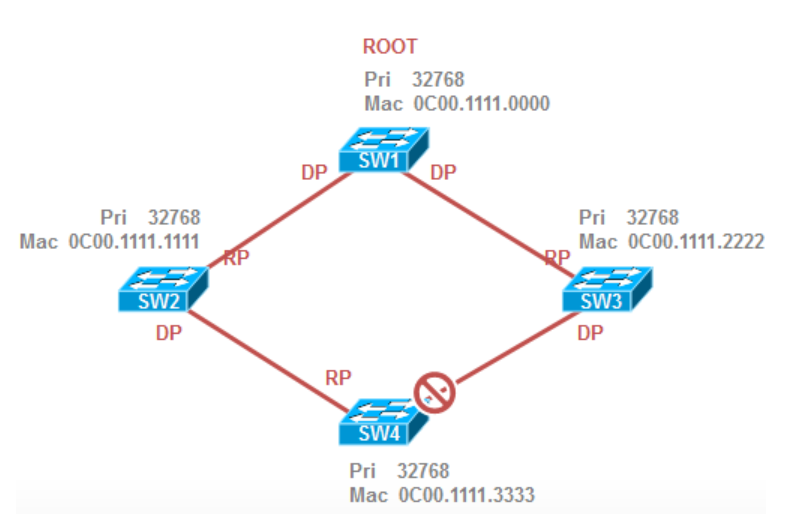 ROOT
Pri 32768
Mac 0C00.1111.0000
SW1
DP
DP
Pri 32768
Mac 0C00.1111.1111
RP
SW2
DP
Pri 32768
Mac 0C00.1111.2222
RP
SW3
DP
RP
SW4
Pri 32768
Mac 0C00.1111.3333